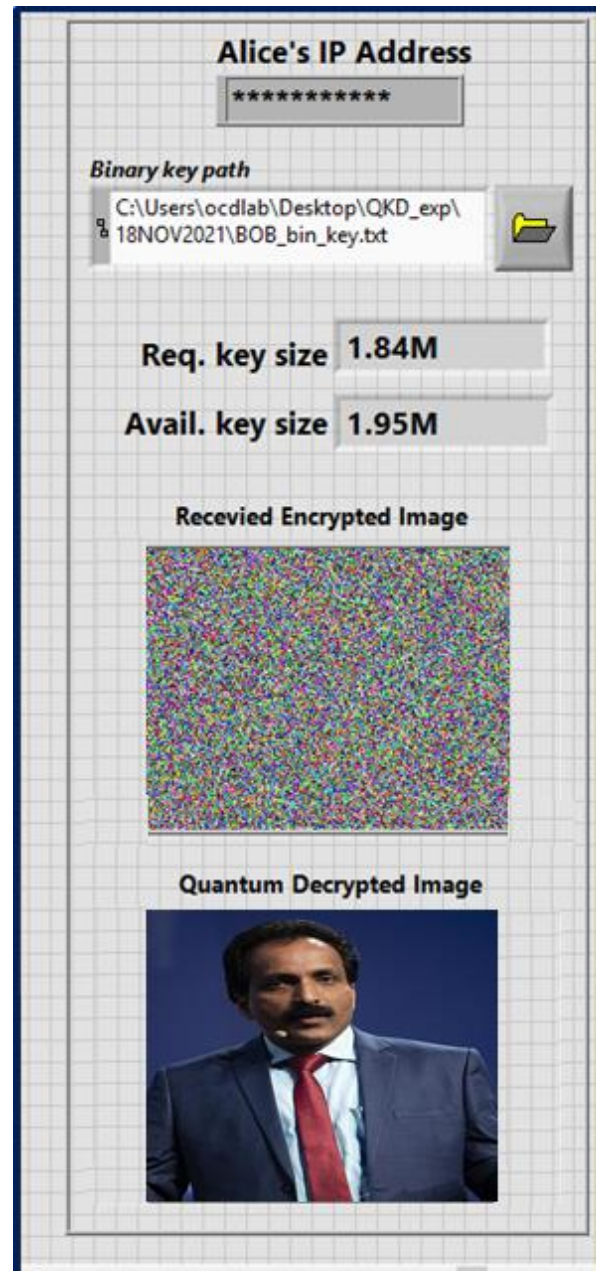 Alice's IP Address
***********
Binary key path
C:\Users\ocdlab\Desktop\QKD_exp\
18NOV2021\BOB_bin_key.txt
Req. key size 1.84M
Avail. key size 1.95M
Recevied Encrypted Image
Quantum Decrypted Image